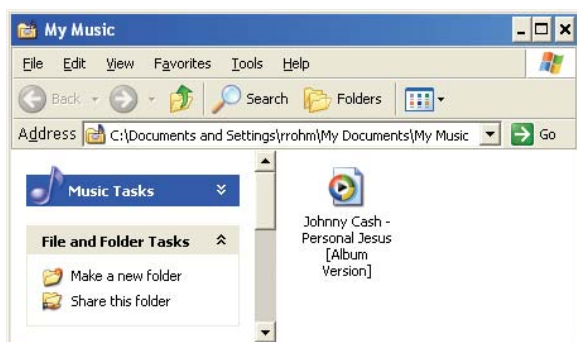 My Music
File Edit View Favorites Tools Help
Back Search Folders
Address C:\Documents and Settings\rrohm\My Documents\My Music Go
Music Tasks
File and Folder Tasks
Make a new folder
Share this folder
Johnny Cash -
Personal Jesus
[Album
Version]